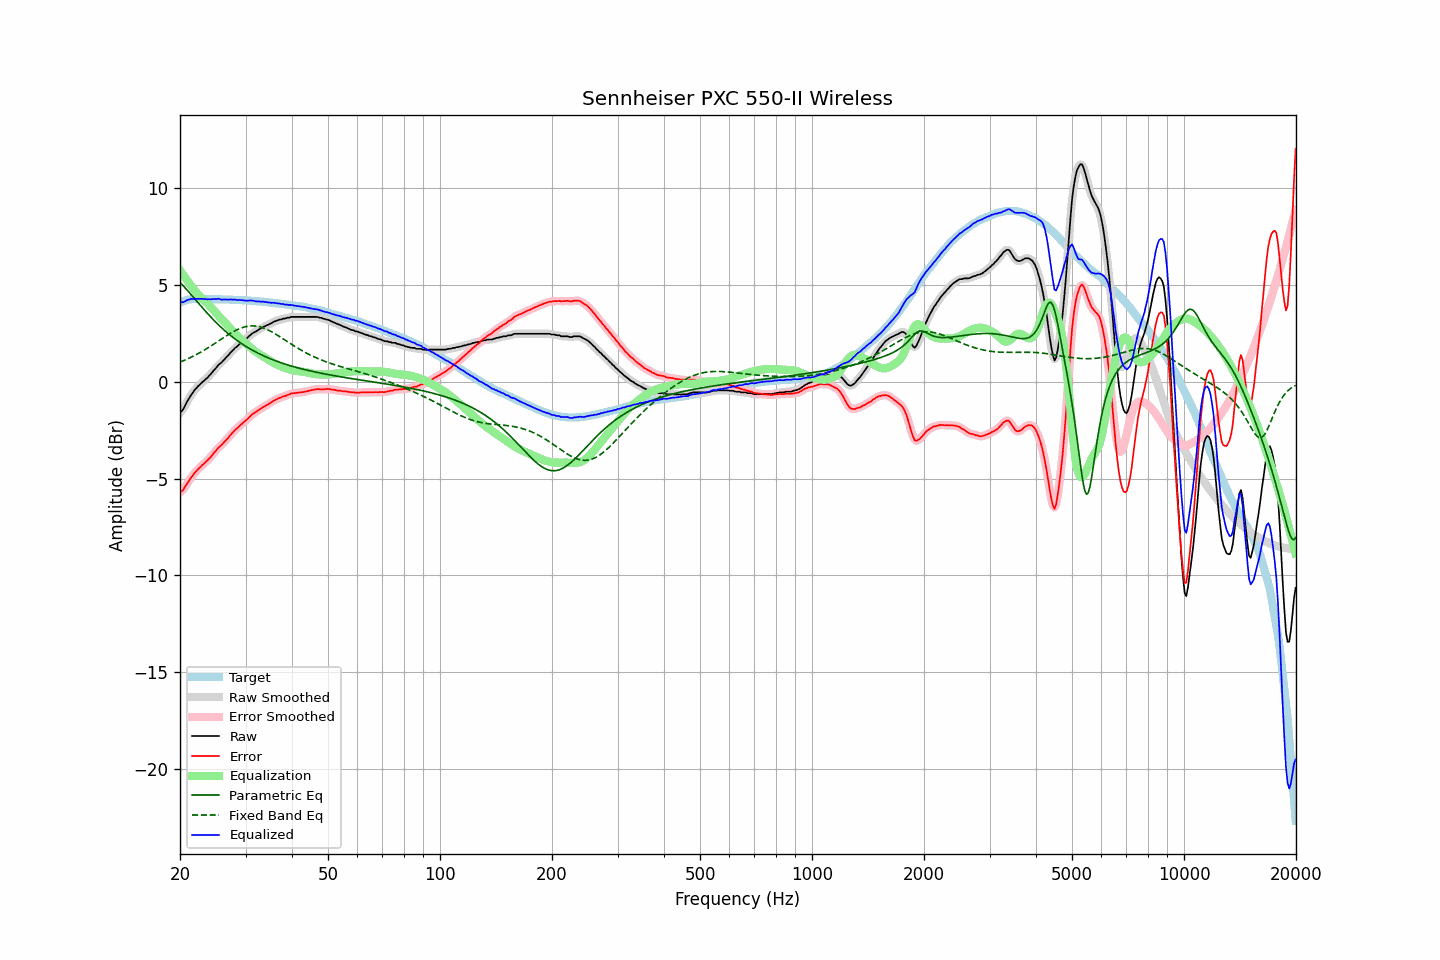 Sennheiser PXC 550-II Wireless
Amplitude (dBr)
10
5
0
−5
−10
−15
−20
Target
Raw Smoothed
Error Smoothed
Raw
Error
Equalization
Parametric Eq
Fixed Band Eq
Equalized
20 50 100 200 500 1000 2000 5000 10000 20000
Frequency (Hz)